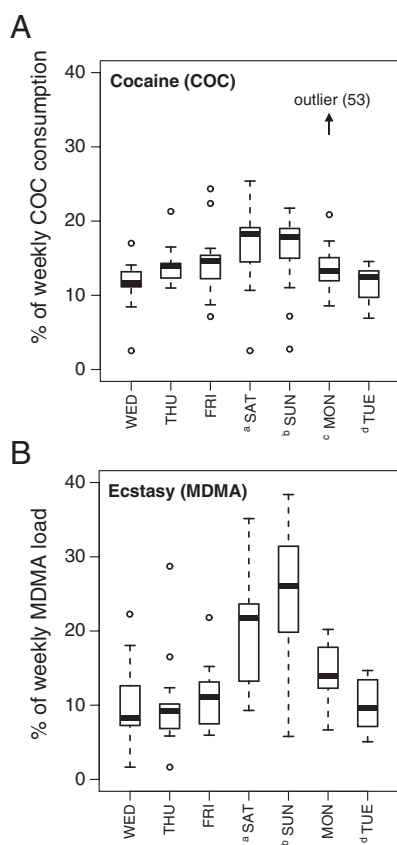 A
Cocaine (COC)
outlier (53)
% of weekly COC consumption
40
30
20
10
0
WED
THU
FRI
a SAT
b SUN
c MON
d TUE
B
Ecstasy (MDMA)
% of weekly MDMA load
40
30
20
10
0
WED
THU
FRI
a SAT
b SUN
MON
d TUE